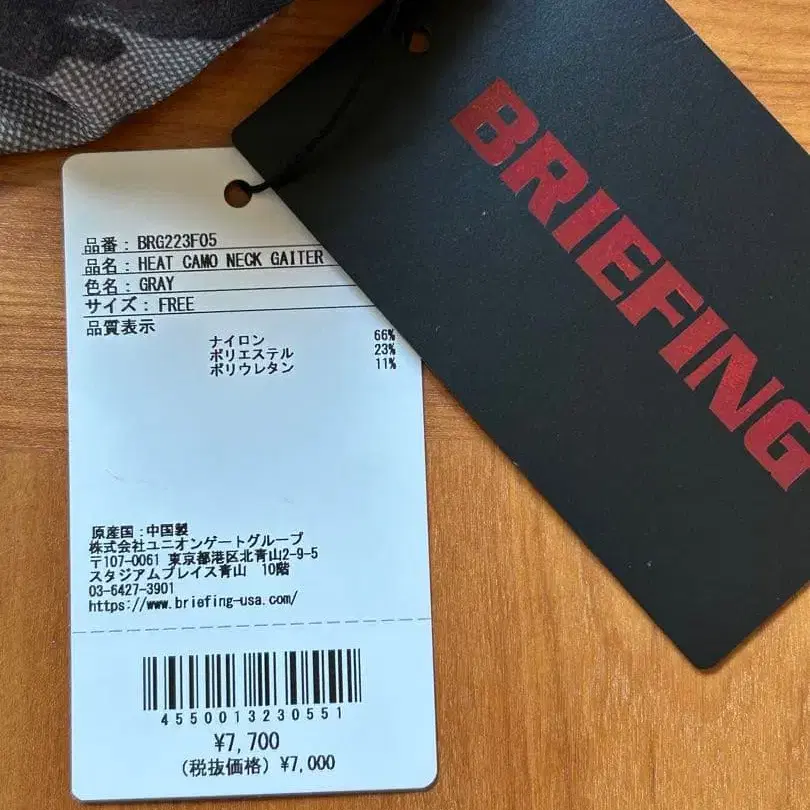 品番：BRG223F05
品名：HEAT CAMO NECK GAITER
色名：GRAY
サイズ：FREE
品質表示
ナイロン 66%
ポリエステル 23%
ポリウレタン 11%
原産国：中国製
株式会社ユニオンゲートグループ
〒107-0061 東京都港区北青山2-9-5
スタジアムプレイス青山 10階
03-6427-3901
https://www.briefing-usa.com/
4550013230551
¥7,700
(税抜価格) ¥7,000
BRIEFING